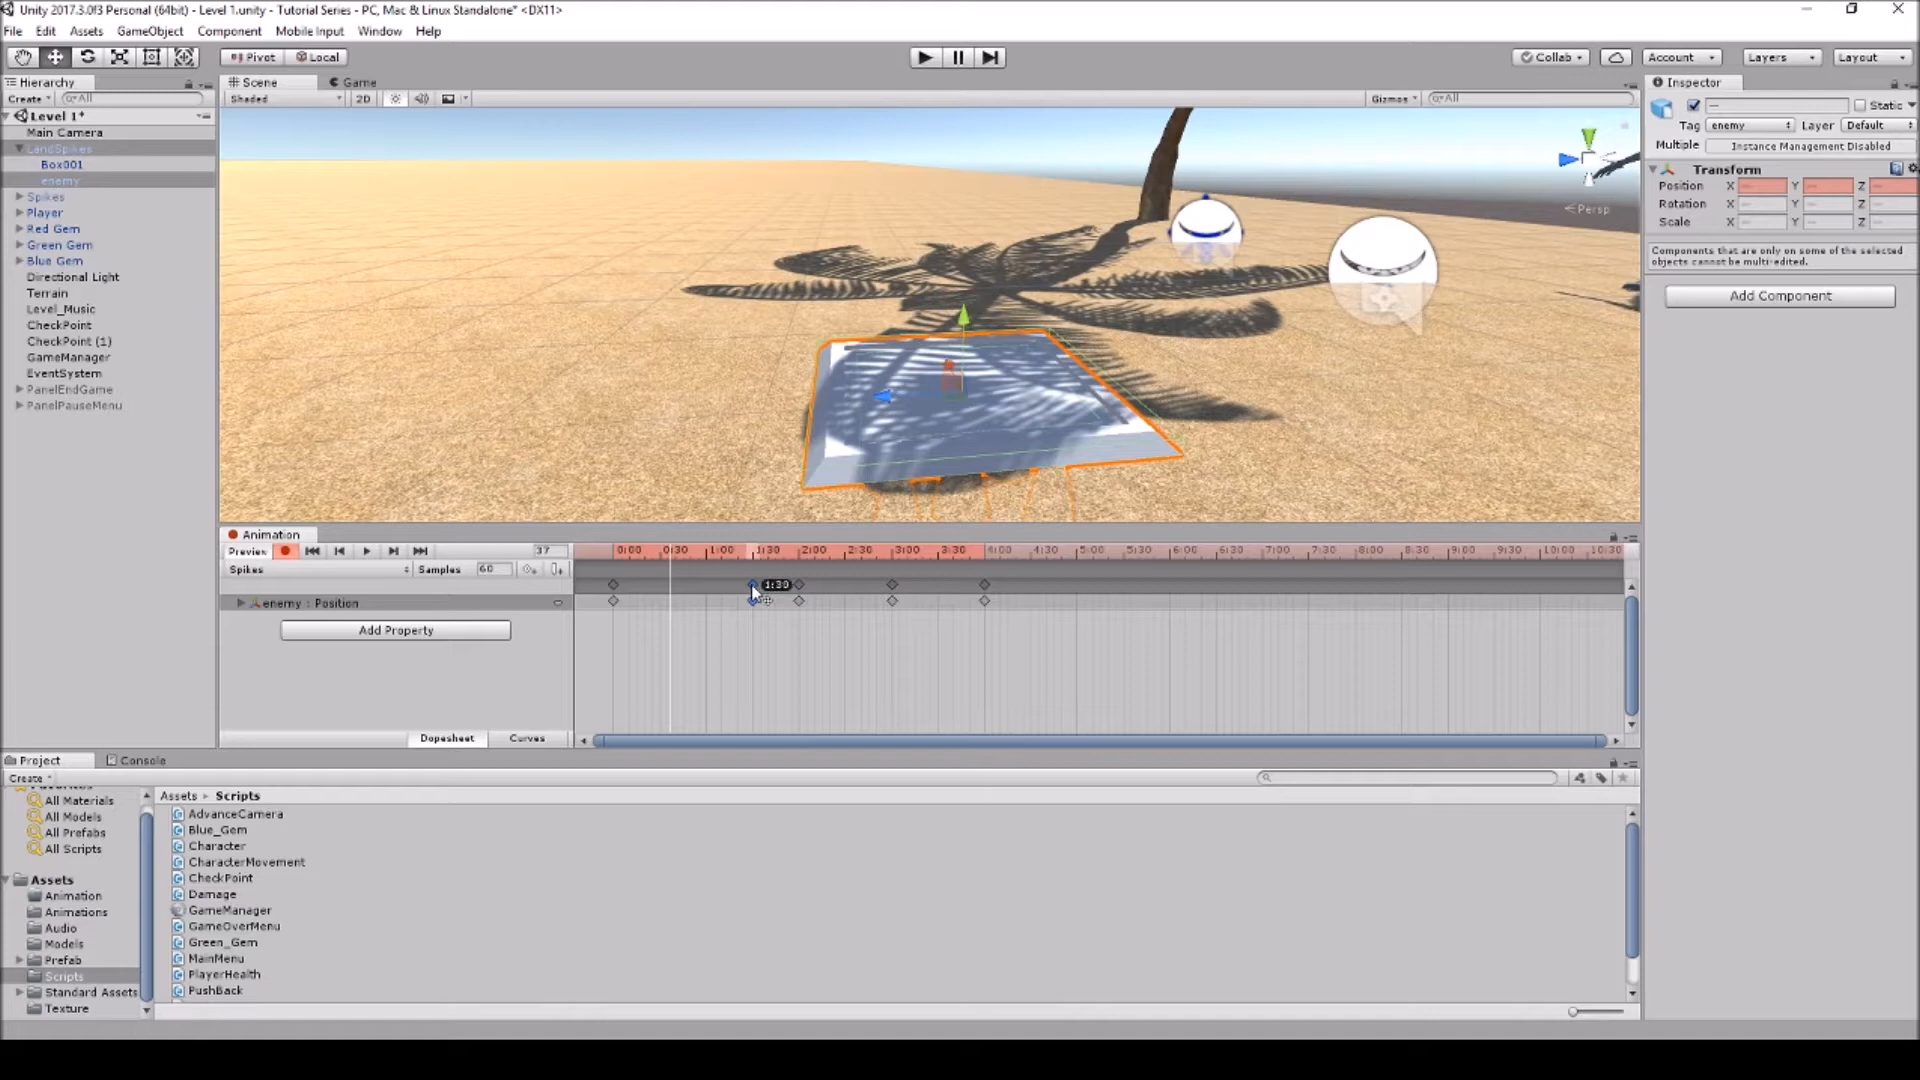 Unity 2017.3.0f3 Personal (64bit) - Level 1.unity - Tutorial Series - PC, Mac & Linux Standalone* <DX11>
File Edit Assets GameObject Component Mobile Input Window Help
Pivot Local Collab Account Layers Layout
Hierarchy
Create All
Level 1*
Main Camera
LandSpikes
Box001
enemy
Spikes
Player
Red Gem
Green Gem
Blue Gem
Directional Light
Terrain
Level_Music
CheckPoint
CheckPoint (1)
GameManager
EventSystem
PanelEndGame
PanelPauseMenu
Scene Game
Shaded 2D Gizmos All
Persp
Inspector
— Static
Tag enemy Layer Default
Multiple Instance Management Disabled
Transform
Position X — Y — Z —
Rotation X — Y — Z —
Scale X — Y — Z —
Components that are only on some of the selected
objects cannot be multi-edited.
Add Component
Animation
Preview 37
0:00 0:30 1:00 1:30 2:00 2:30 3:00 3:30 4:00 4:30 5:00 5:30 6:00 6:30 7:00 7:30 8:00 8:30 9:00 9:30 10:00 10:30
Spikes Samples 60
1:30
enemy : Position
Add Property
Dopesheet Curves
Project Console
Create
All Materials
All Models
All Prefabs
All Scripts
Assets
Animation
Animations
Audio
Models
Prefab
Scripts
Standard Assets
Texture
Assets Scripts
AdvanceCamera
Blue_Gem
Character
CharacterMovement
CheckPoint
Damage
GameManager
GameOverMenu
Green_Gem
MainMenu
PlayerHealth
PushBack